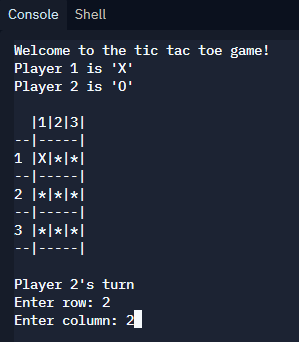 Console Shell
Welcome to the tic tac toe game!
Player 1 is 'X'
Player 2 is 'O'
  |1|2|3|
--|-----|
1 |X|*|*|
--|-----|
2 |*|*|*|
--|-----|
3 |*|*|*|
--|-----|
Player 2's turn
Enter row: 2
Enter column: 2